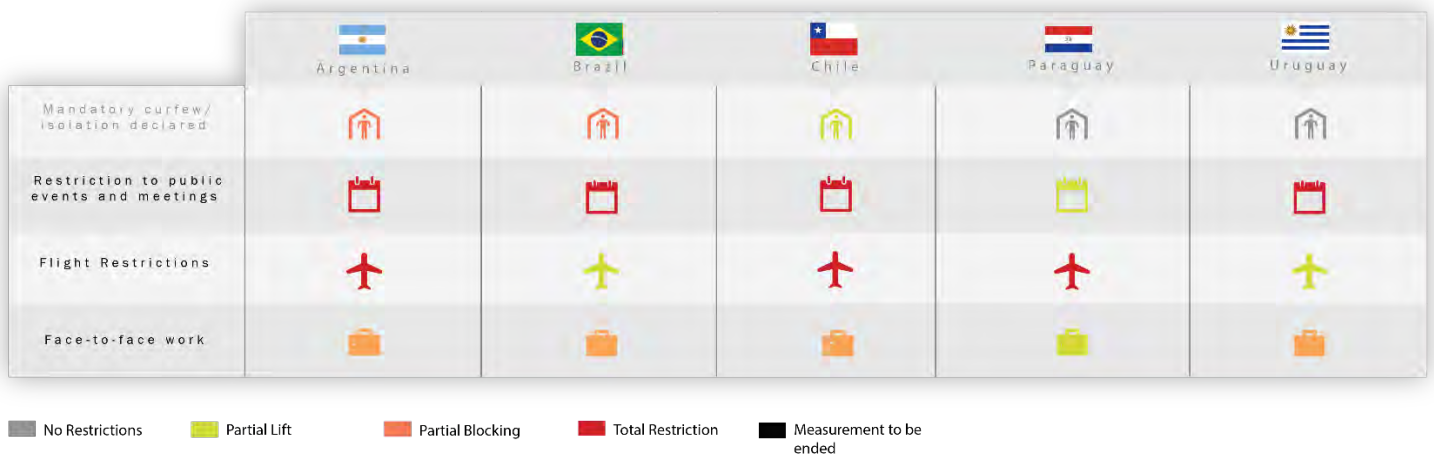 Argentina
Brazil
Chile
Paraguay
Uruguay
Mandatory curfew/
isolation declared
Restriction to public
events and meetings
Flight Restrictions
Face-to-face work
No Restrictions
Partial Lift
Partial Blocking
Total Restriction
Measurement to be
ended